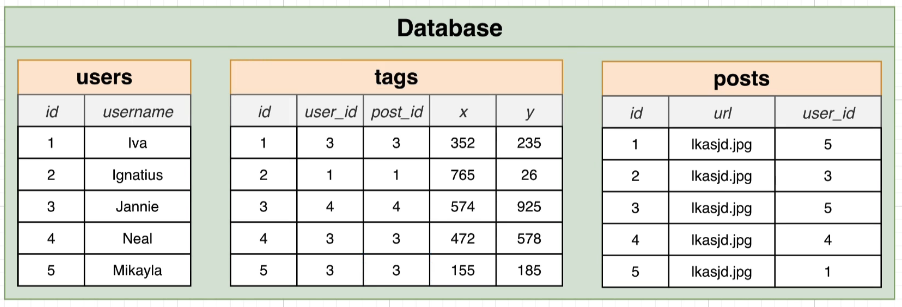 Database
users
id username
1 Iva
2 Ignatius
3 Jannie
4 Neal
5 Mikayla
tags
id user_id post_id x y
1 3 3 352 235
2 1 1 765 26
3 4 4 574 925
4 3 3 472 578
5 3 3 155 185
posts
id url user_id
1 lkasjd.jpg 5
2 lkasjd.jpg 3
3 lkasjd.jpg 5
4 lkasjd.jpg 4
5 lkasjd.jpg 1